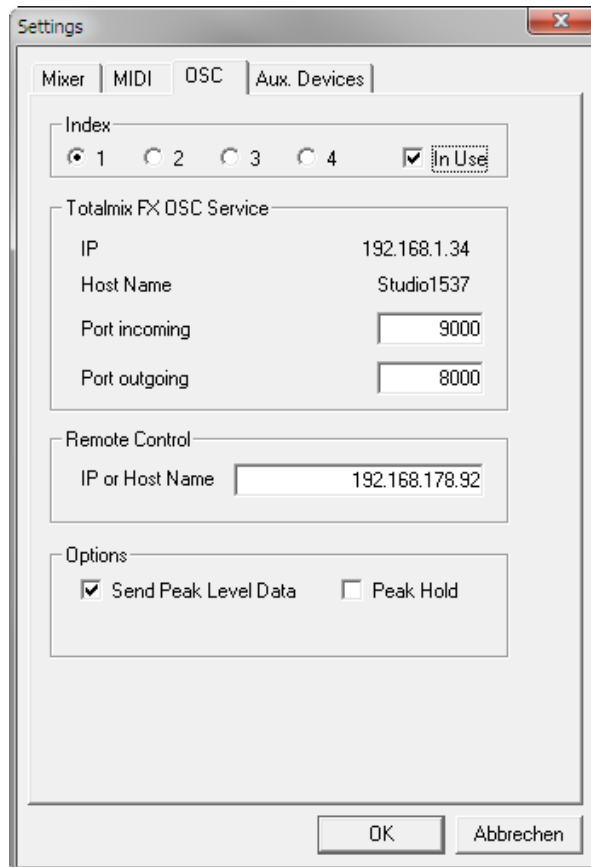 Settings
Mixer MIDI OSC Aux. Devices
Index
1 2 3 4 In Use
Totalmix FX OSC Service
IP 192.168.1.34
Host Name Studio1537
Port incoming 9000
Port outgoing 8000
Remote Control
IP or Host Name 192.168.178.92
Options
Send Peak Level Data Peak Hold
OK Abbrechen